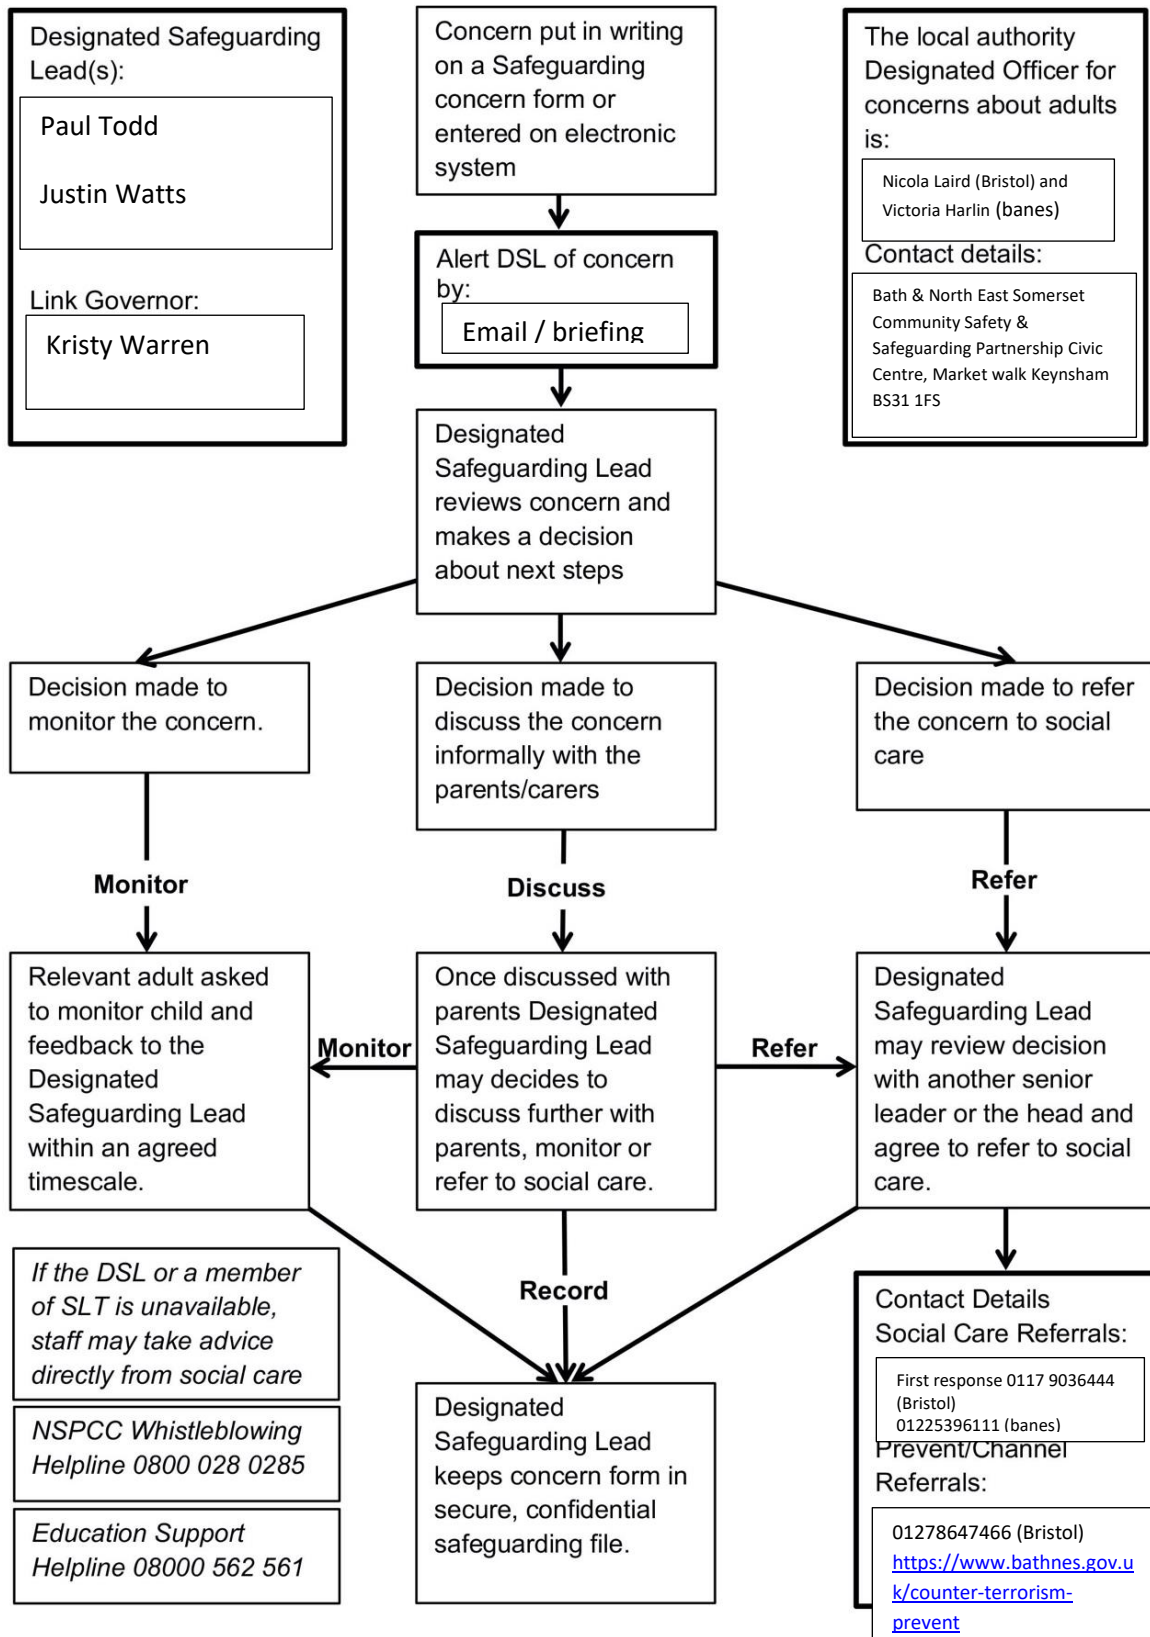 Designated Safeguarding
Lead(s):
Paul Todd
Justin Watts
Link Governor:
Kristy Warren
Concern put in writing
on a Safeguarding
concern form or
entered on electronic
system
Alert DSL of concern
by:
Email / briefing
The local authority
Designated Officer for
concerns about adults
is:
Nicola Laird (Bristol) and
Victoria Harlin (banes)
Contact details:
Bath & North East Somerset
Community Safety &
Safeguarding Partnership Civic
Centre, Market walk Keynsham
BS31 1FS
Designated
Safeguarding Lead
reviews concern and
makes a decision
about next steps
Decision made to
monitor the concern.
Decision made to
discuss the concern
informally with the
parents/carers
Decision made to refer
the concern to social
care
Monitor
Discuss
Refer
Relevant adult asked
to monitor child and
feedback to the
Designated
Safeguarding Lead
within an agreed
timescale.
Monitor
Once discussed with
parents Designated
Safeguarding Lead
may decides to
discuss further with
parents, monitor or
refer to social care.
Refer
Designated
Safeguarding Lead
may review decision
with another senior
leader or the head and
agree to refer to social
care.
If the DSL or a member
of SLT is unavailable,
staff may take advice
directly from social care
NSPCC Whistleblowing
Helpline 0800 028 0285
Education Support
Helpline 08000 562 561
Record
Designated
Safeguarding Lead
keeps concern form in
secure, confidential
safeguarding file.
Contact Details
Social Care Referrals:
First response 0117 9036444
(Bristol)
01225396111 (banes)
Prevent/Channel
Referrals:
01278647466 (Bristol)
https://www.bathnes.gov.u
k/counter-terrorism-
prevent